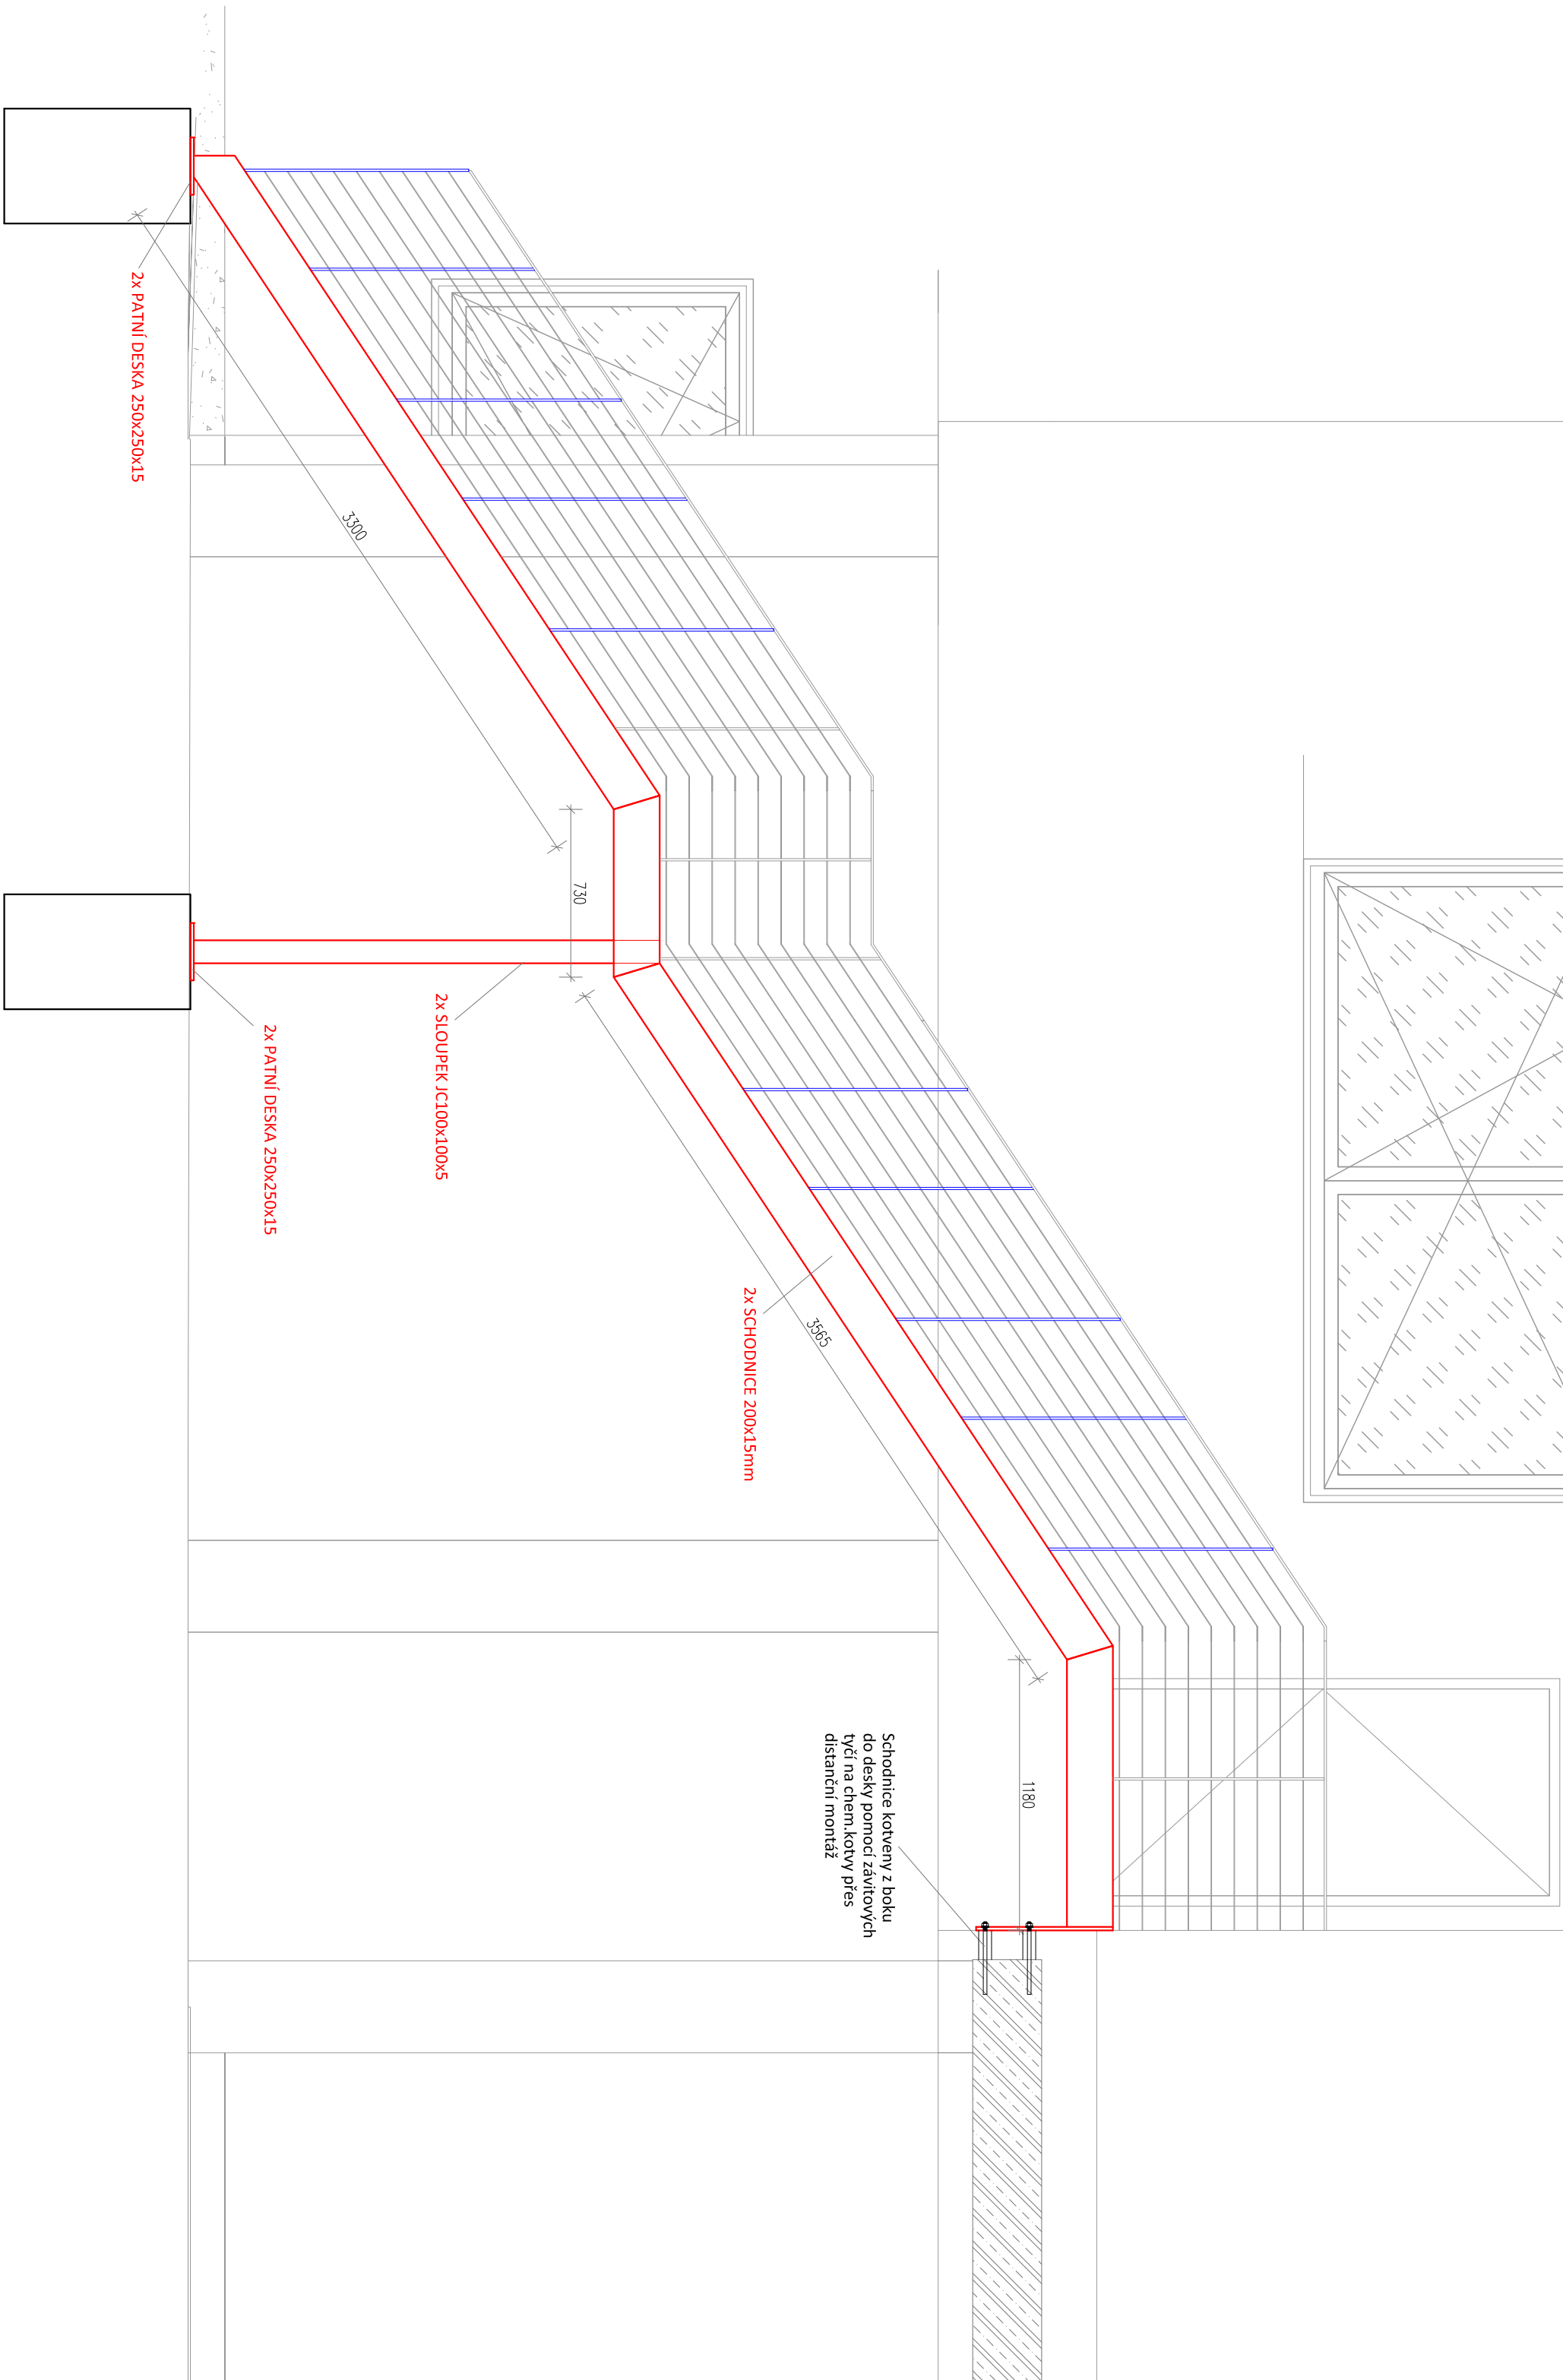 2x PATNÍ DESKA 250x250x15
3300
730
2x PATNÍ DESKA 250x250x15
2x SLOUPEK JC100x100x5
2x SCHODNICE 200x15mm
3565
1180
Schodnice kotveny z boku
do desky pomocí závitových
tyčí na chem.kotvy přes
distanční montáž